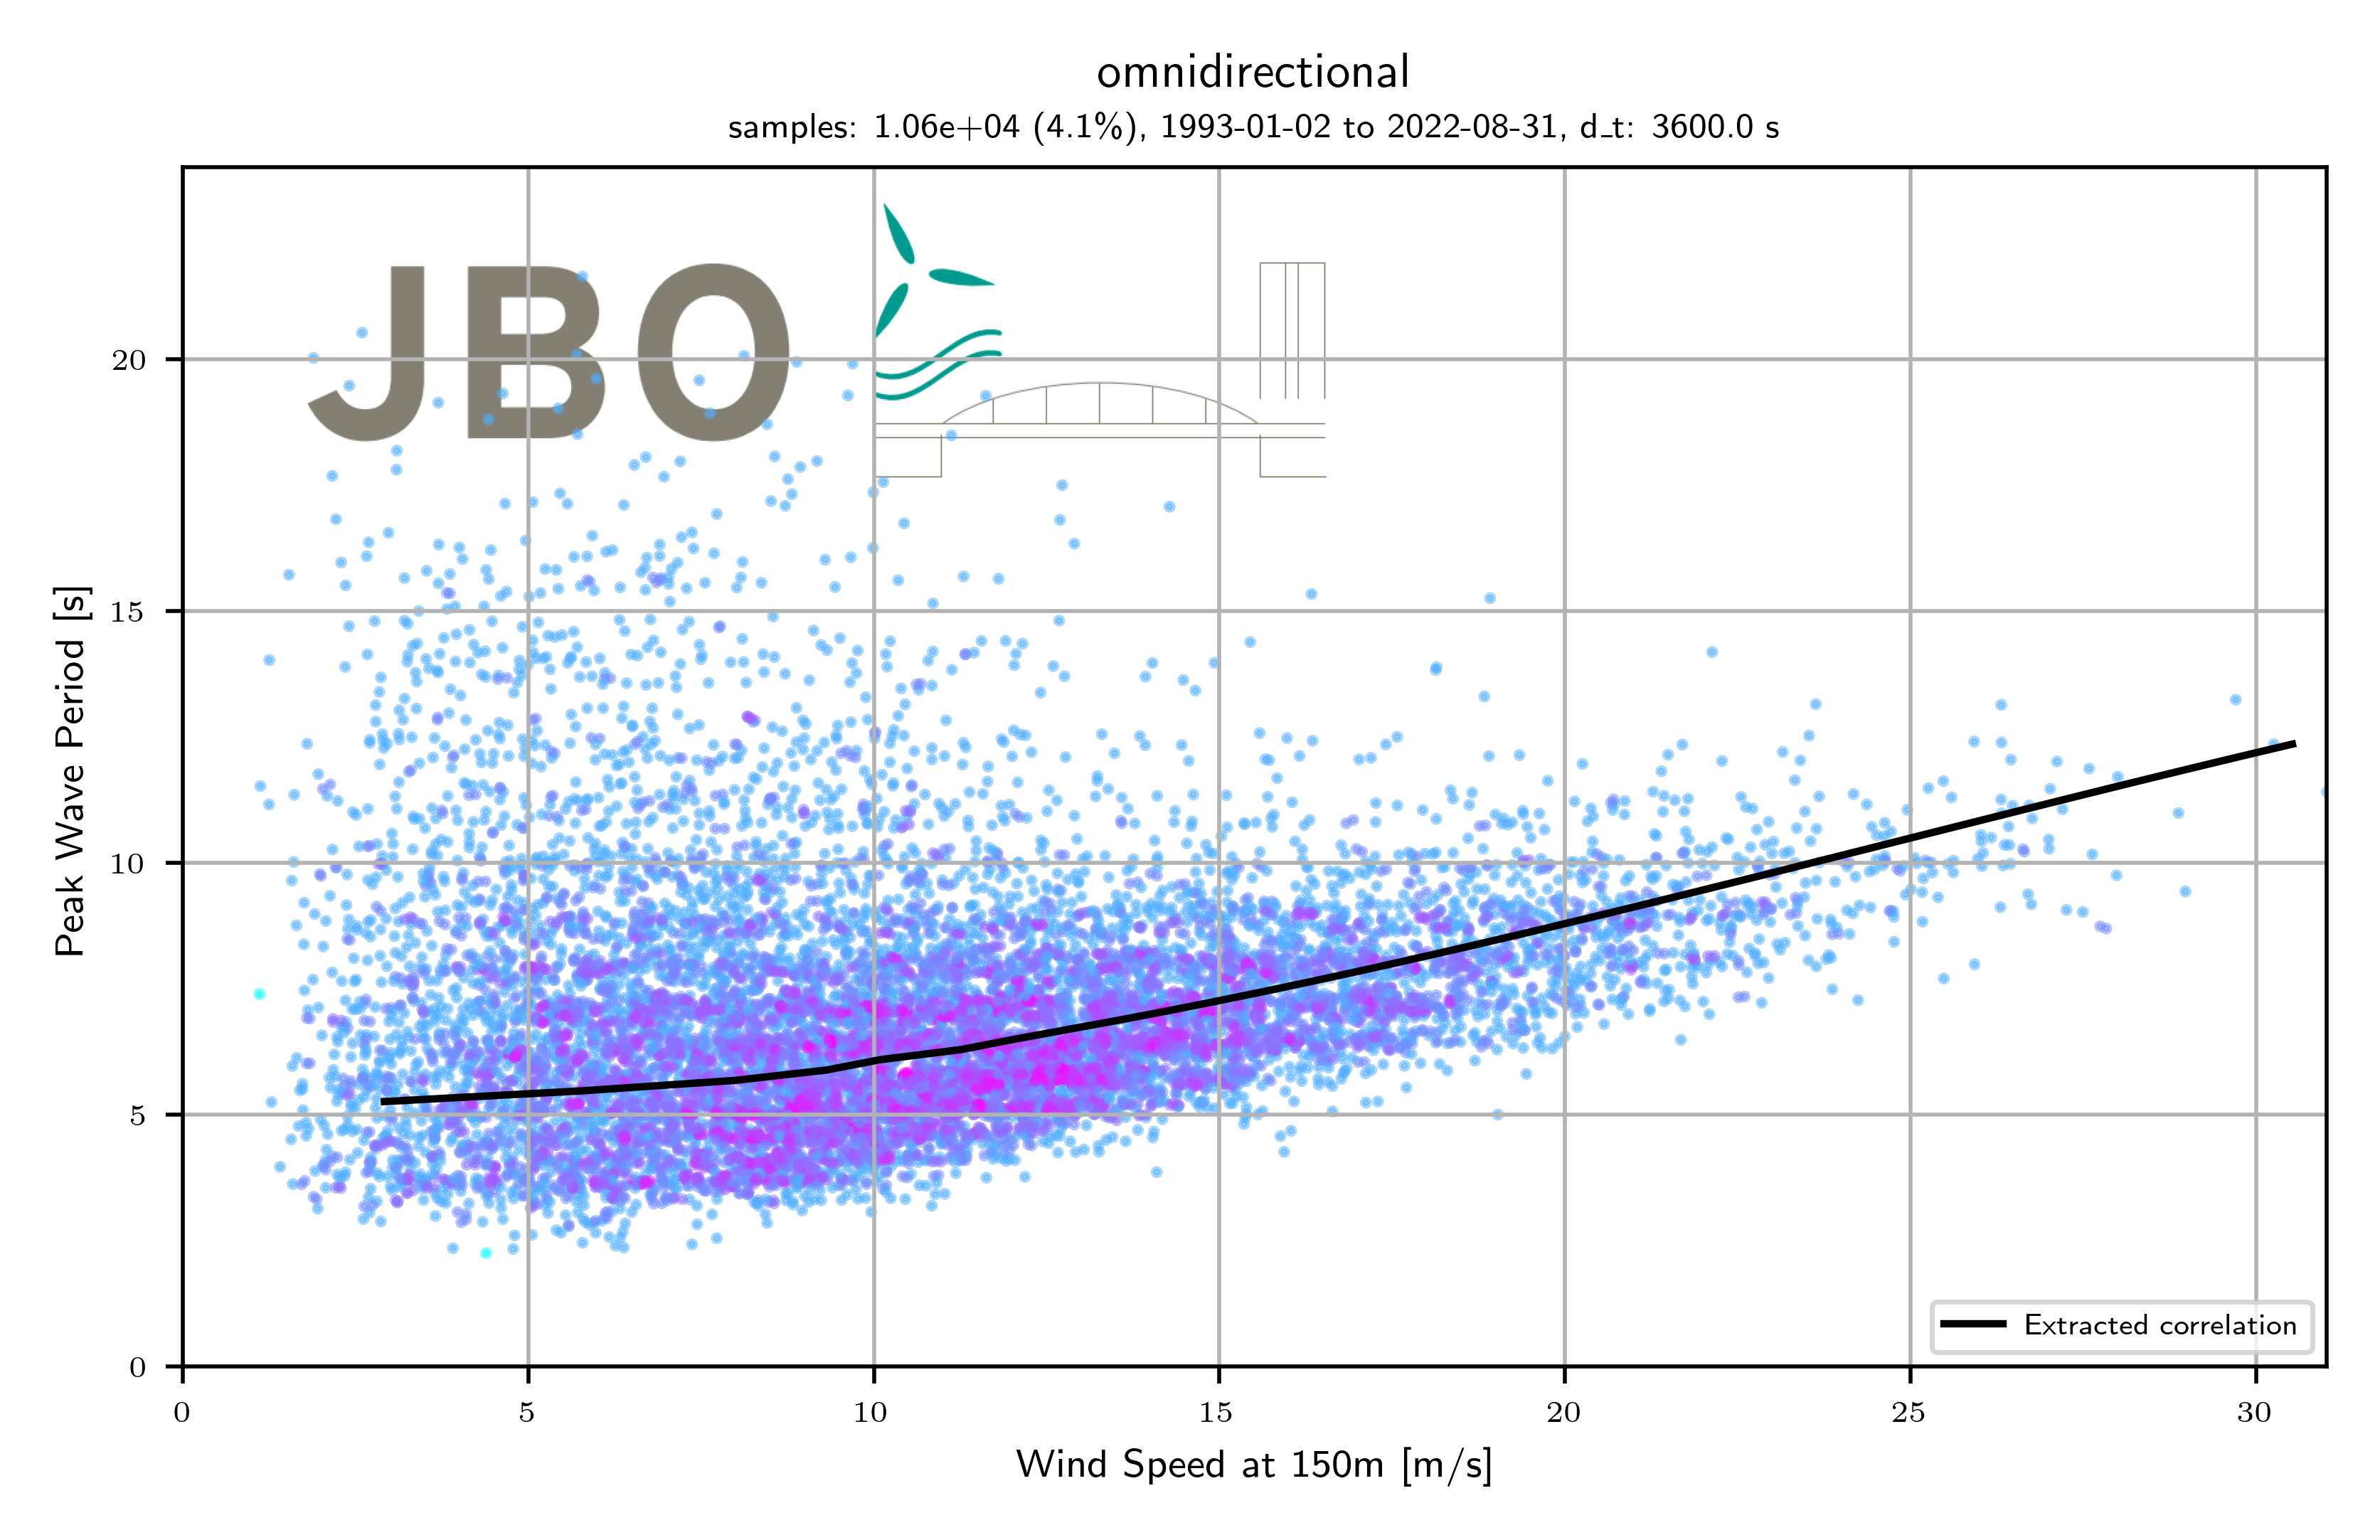 omnidirectional
samples: 1.06e+04 (4.1%), 1993-01-02 to 2022-08-31, d_t: 3600.0 s
JBO
20
15
10
5
0
Peak Wave Period [s]
0 5 10 15 20 25 30
Wind Speed at 150m [m/s]
Extracted correlation